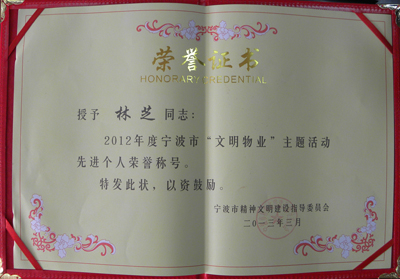 荣誉证书
HONORARY CREDENTIAL
授予 林芝 同志：
2012年度宁波市“文明物业”主题活动
先进个人荣誉称号。
特发此状，以资鼓励。
宁波市精神文明建设指导委员会
二〇一三年三月